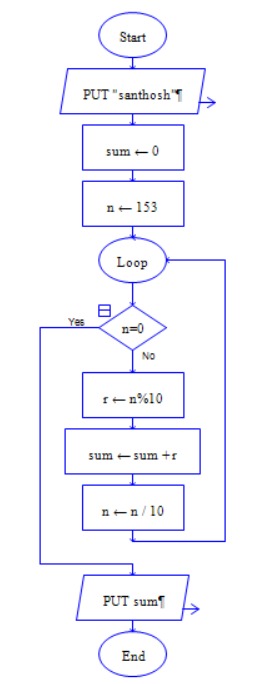 Start
PUT "santhosh"¶
sum ← 0
n ← 153
Loop
n=0
Yes
No
r ← n%10
sum ← sum +r
n ← n / 10
PUT sum¶
End